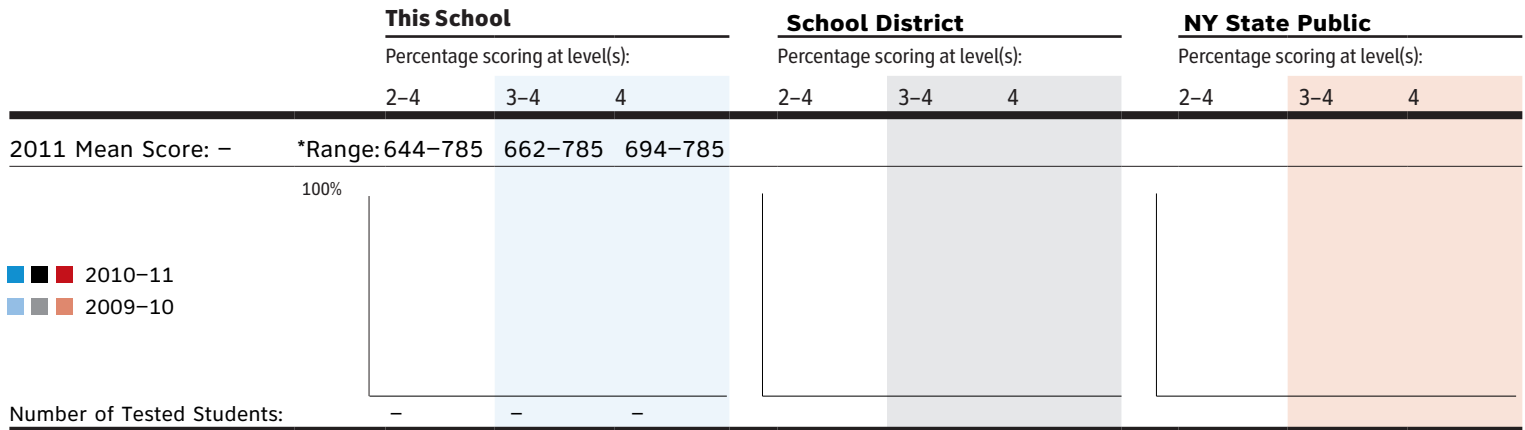 This School School District NY State Public
Percentage scoring at level(s): Percentage scoring at level(s): Percentage scoring at level(s):
2–4 3–4 4 2–4 3–4 4 2–4 3–4 4
2011 Mean Score: – *Range: 644–785 662–785 694–785
100%
2010–11
2009–10
Number of Tested Students: – – –